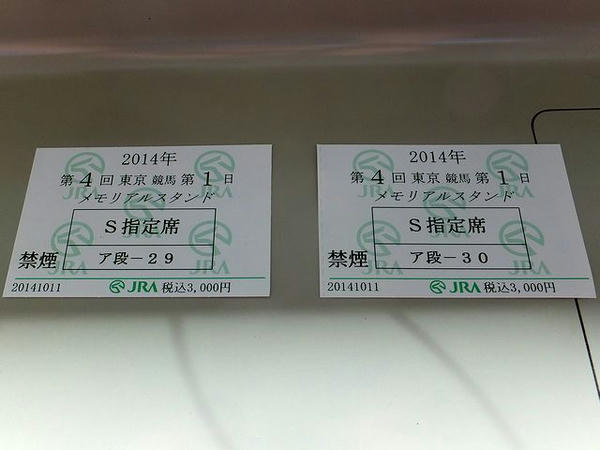 2014年
第4回 東京 競馬 第1日
メモリアルスタンド
S指定席
禁煙 ア段－29
20141011 JRA 税込3,000円
2014年
第4回 東京 競馬 第1日
メモリアルスタンド
S指定席
禁煙 ア段－30
20141011 JRA 税込3,000円